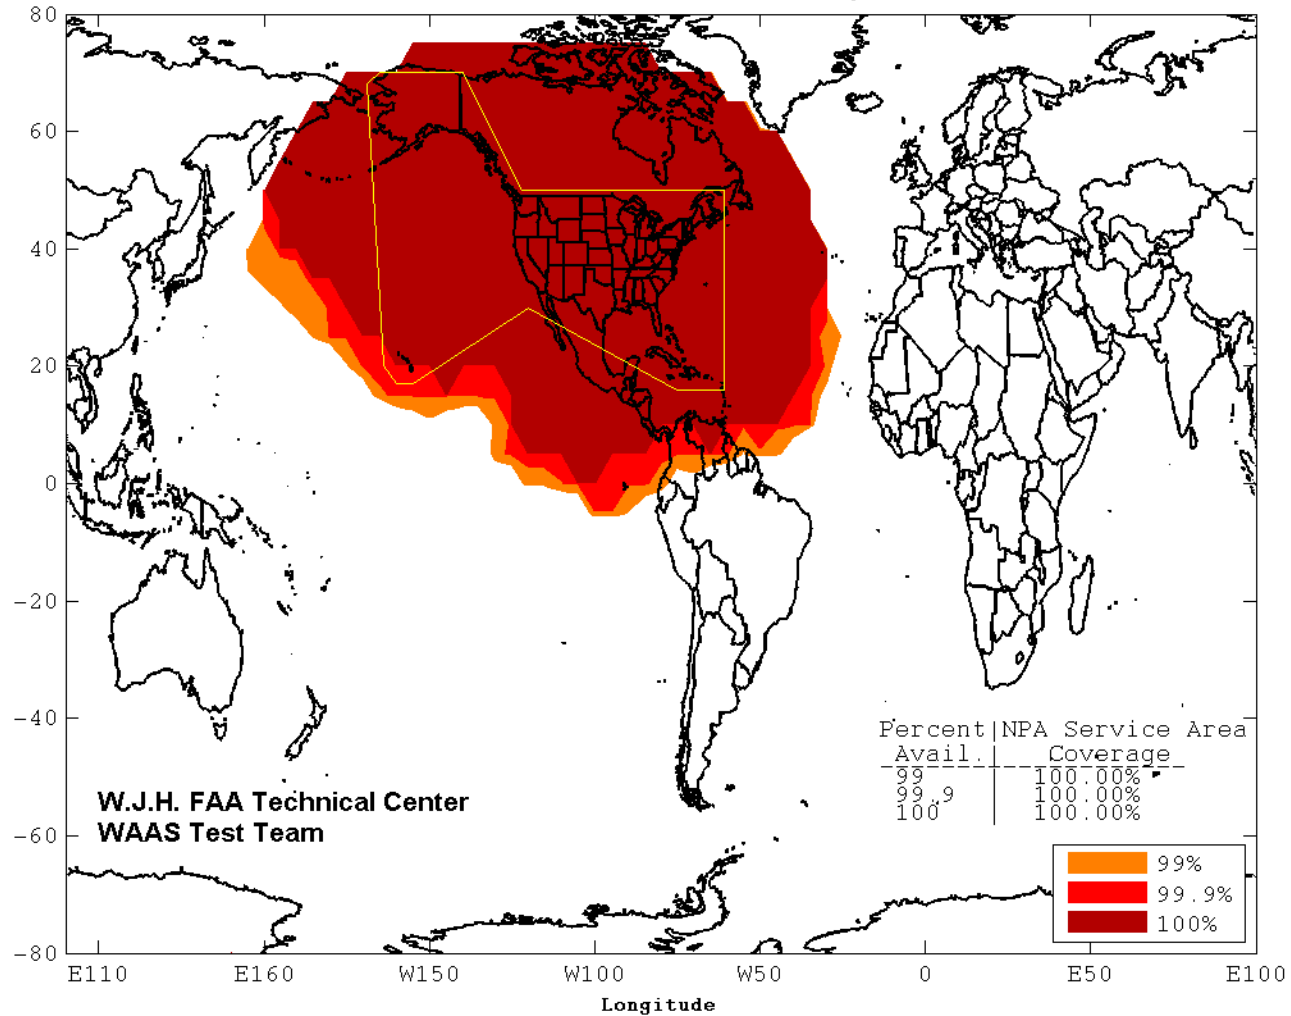 80
60
40
20
0
-20
-40
-60
-80
Percent|NPA Service Area
Avail.| Coverage
99 | 100.00%
99.9 | 100.00%
100 | 100.00%
W.J.H. FAA Technical Center
WAAS Test Team
99%
99.9%
100%
E110 E160 W150 W100 W50 0 E50 E100
Longitude